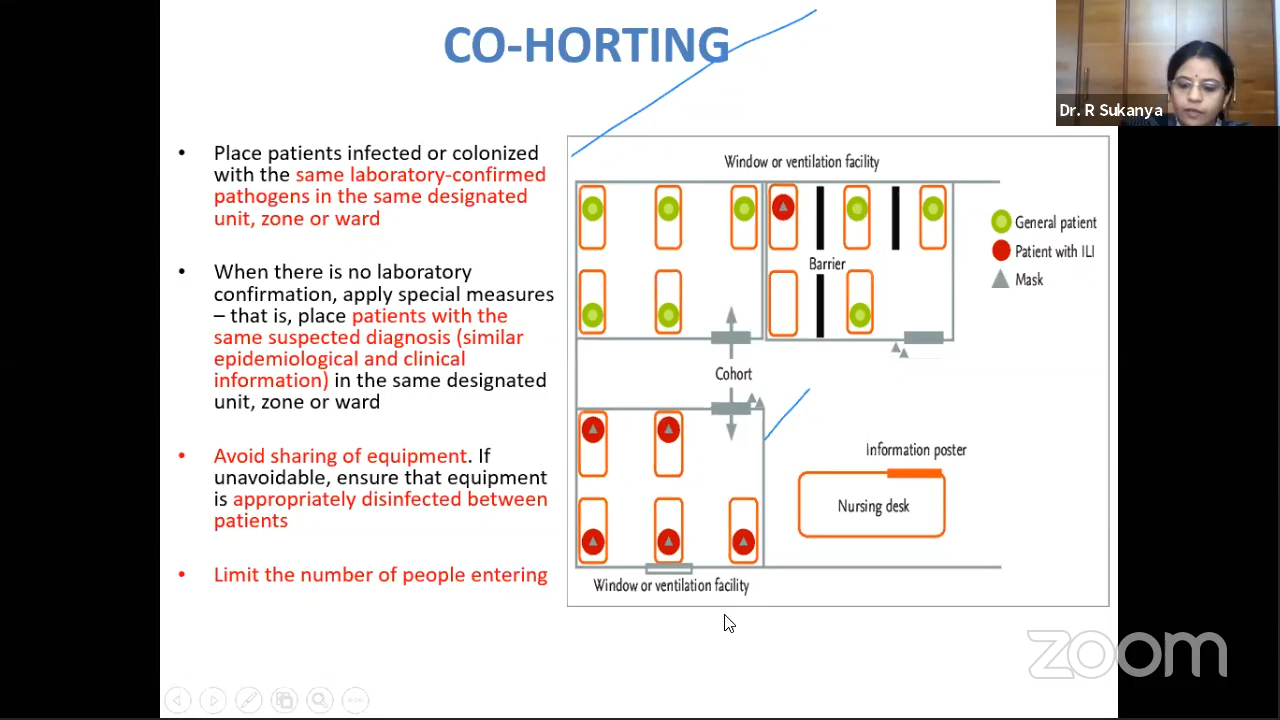 CO-HORTING
Dr. R Sukanya
• Place patients infected or colonized
with the same laboratory-confirmed
pathogens in the same designated
unit, zone or ward
• When there is no laboratory
confirmation, apply special measures
– that is, place patients with the
same suspected diagnosis (similar
epidemiological and clinical
information) in the same designated
unit, zone or ward
• Avoid sharing of equipment. If
unavoidable, ensure that equipment
is appropriately disinfected between
patients
• Limit the number of people entering
Window or ventilation facility
General patient
Patient with ILI
Mask
Barrier
Cohort
Information poster
Nursing desk
Window or ventilation facility
zoom